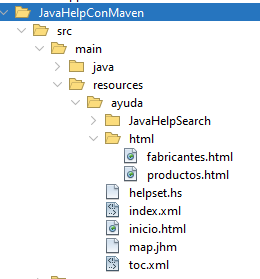 JavaHelpConMaven
src
main
java
resources
ayuda
JavaHelpSearch
html
fabricantes.html
productos.html
helpset.hs
index.xml
inicio.html
map.jhm
toc.xml